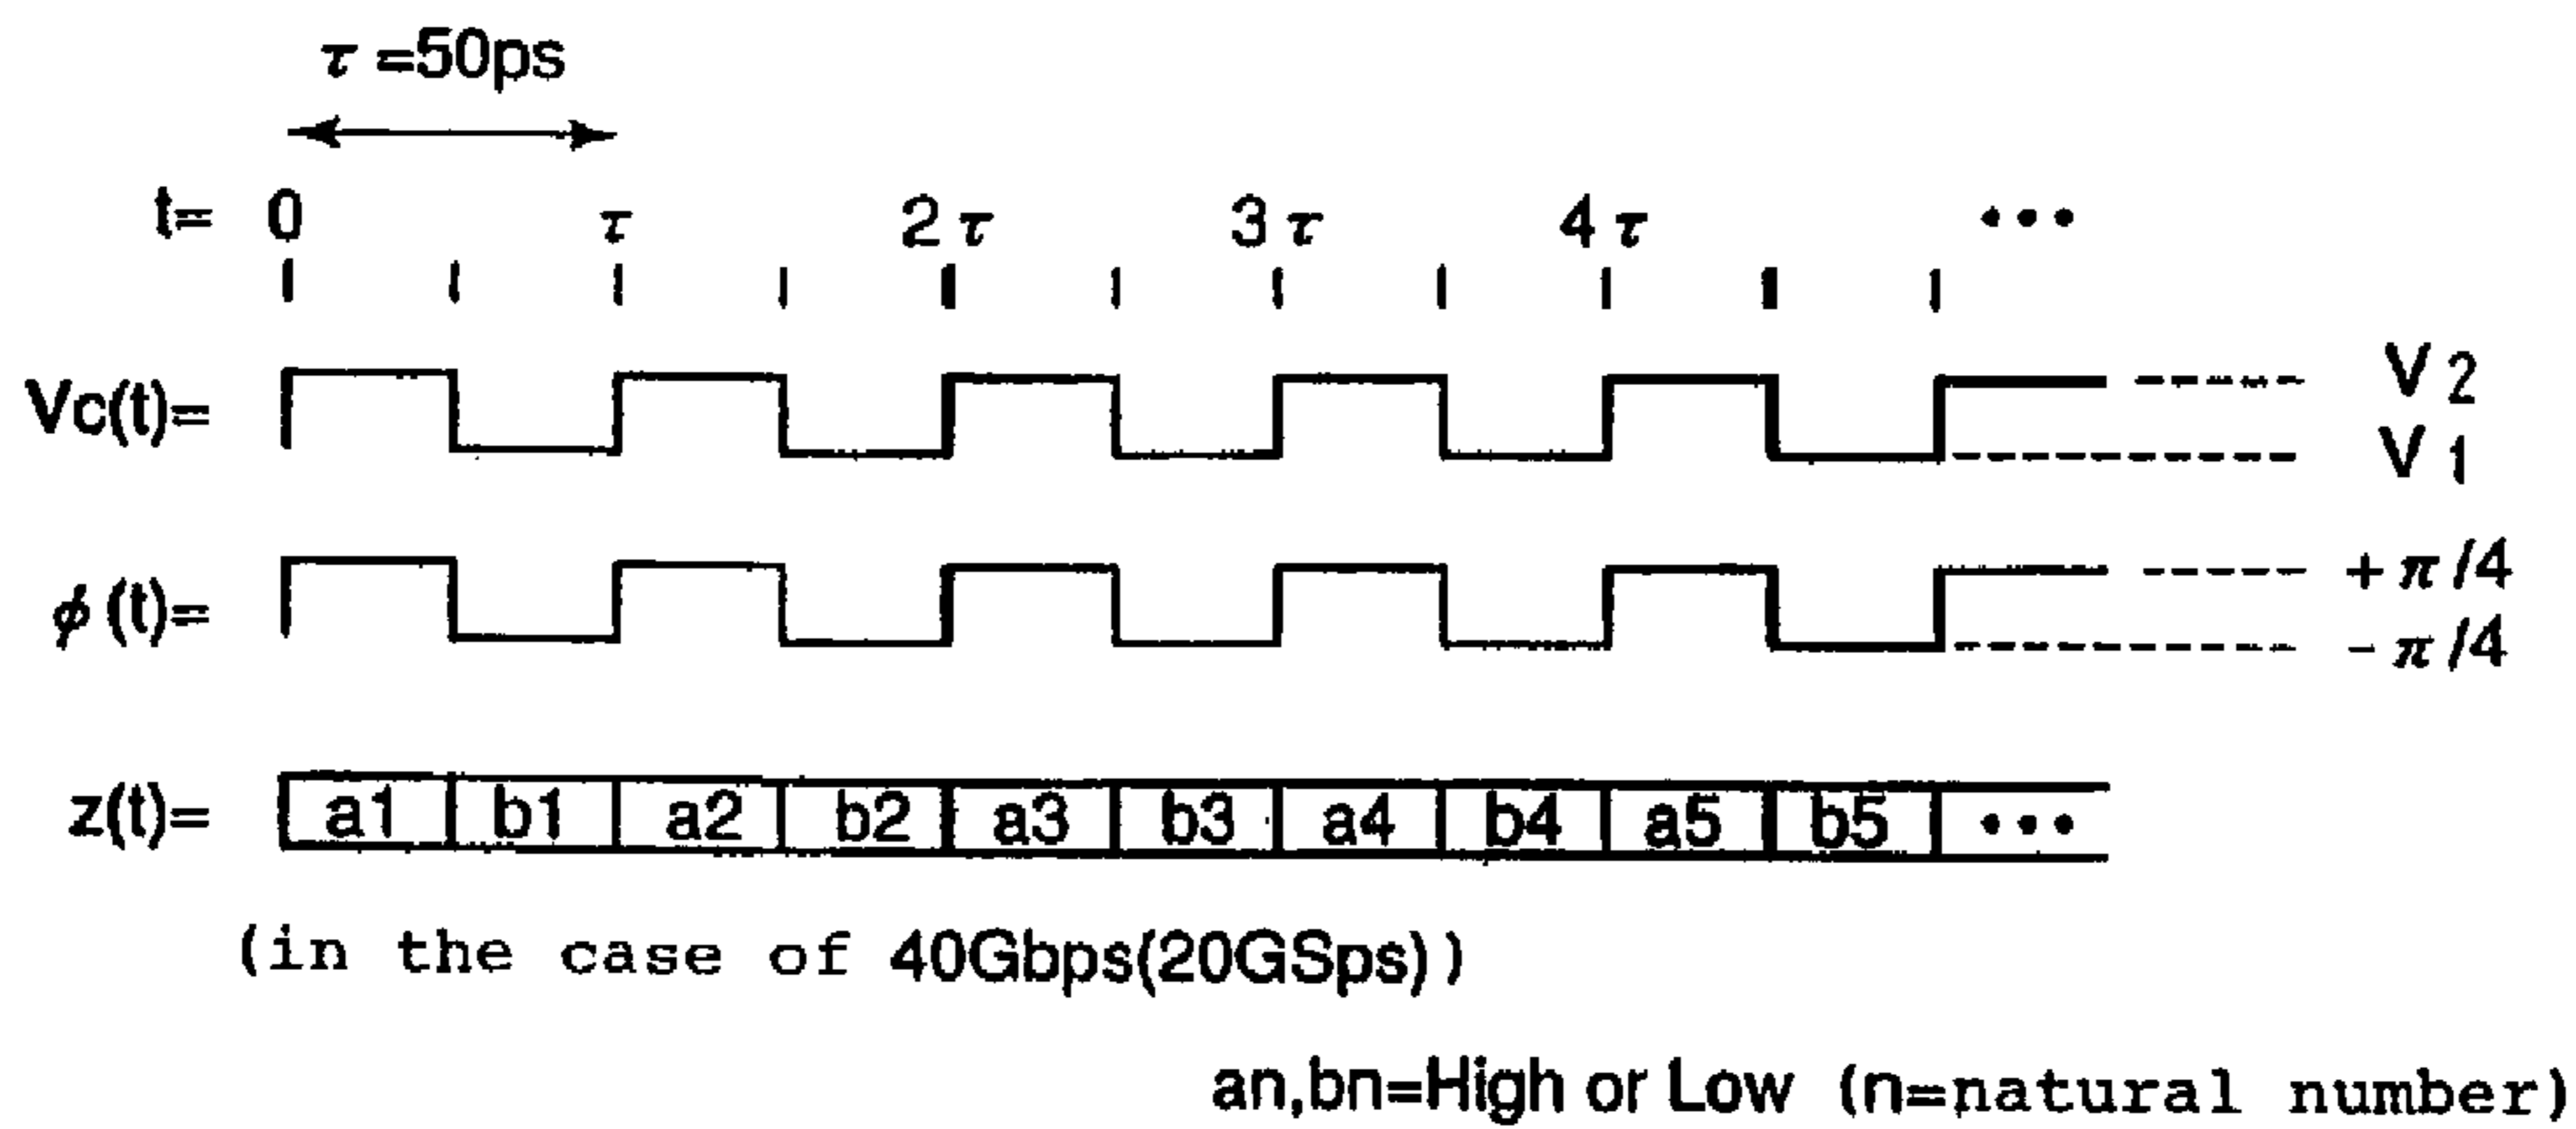 τ=50ps
t= 0 τ 2τ 3τ 4τ •••
Vc(t)= V2
V1
φ(t)= +π/4
-π/4
z(t)= a1 b1 a2 b2 a3 b3 a4 b4 a5 b5 •••
(in the case of 40Gbps(20GSps))
an,bn=High or Low (n=natural number)